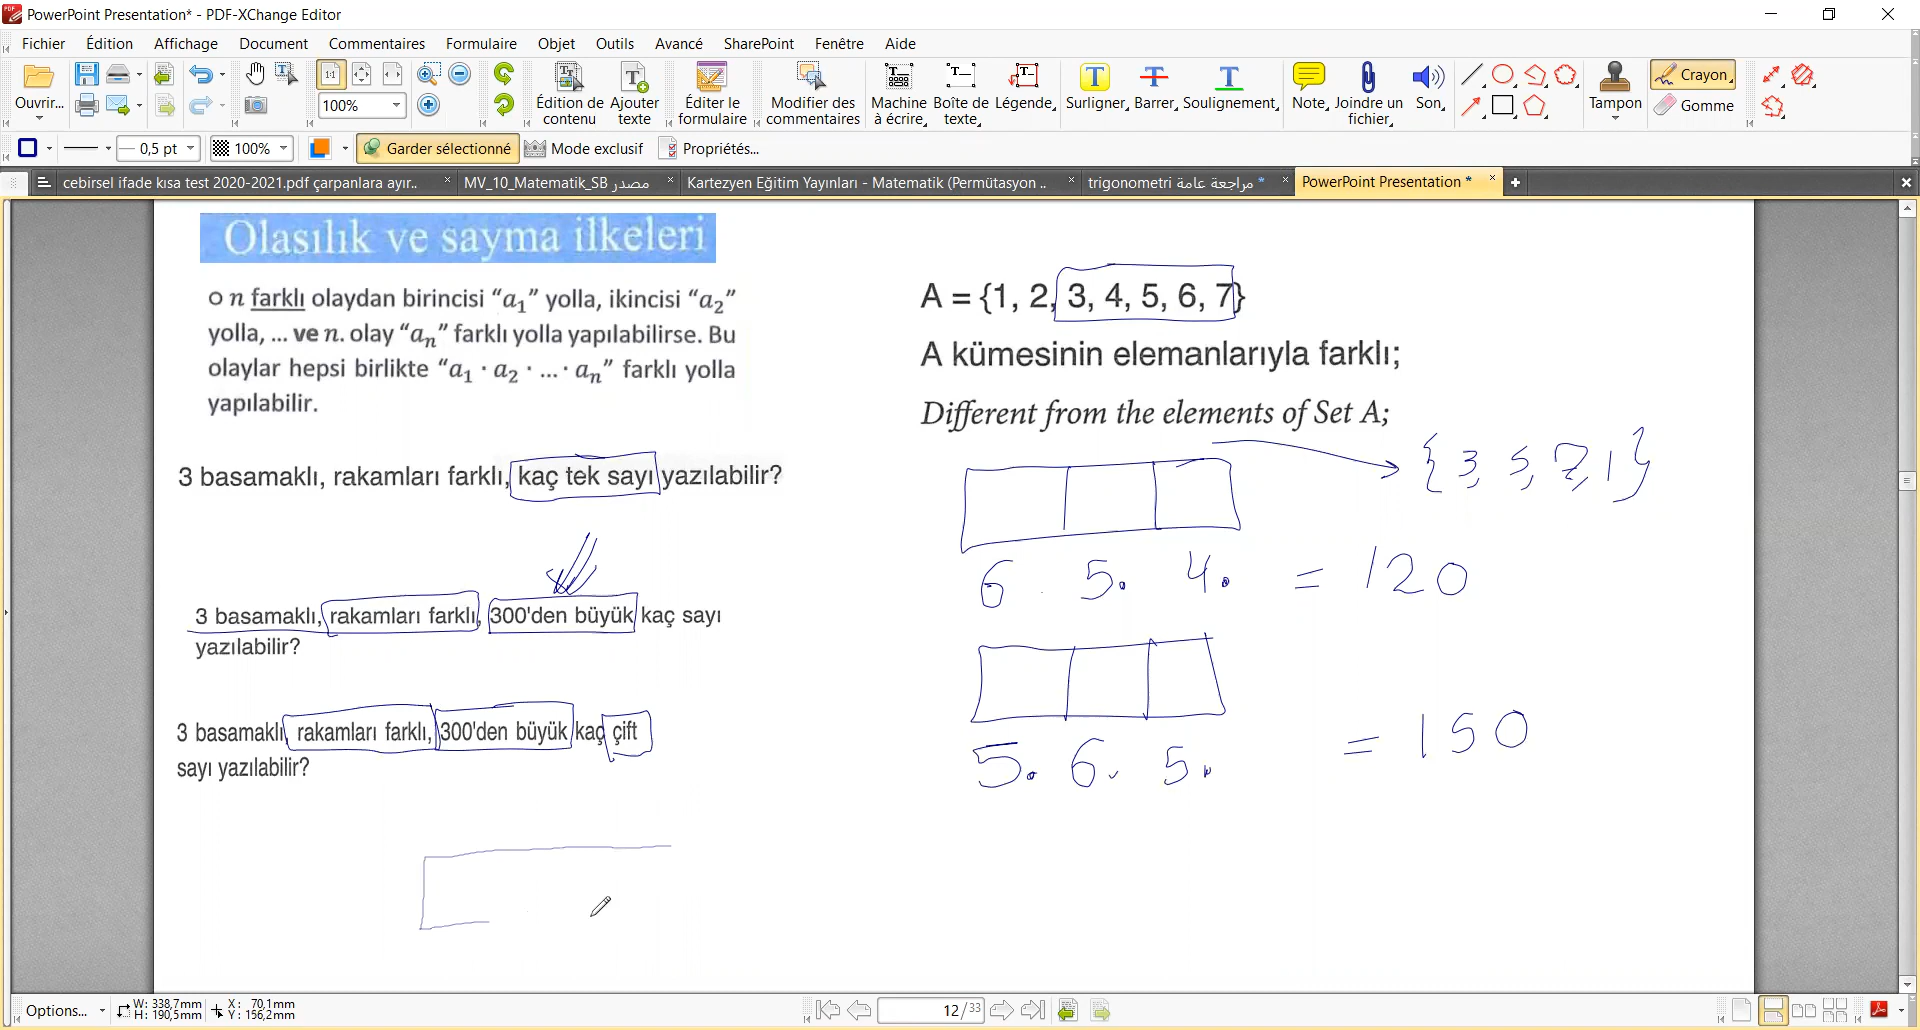 PowerPoint Presentation* - PDF-XChange Editor
Fichier Édition Affichage Document Commentaires Formulaire Objet Outils Avancé SharePoint Fenêtre Aide
Ouvrir... 100% Édition de contenu Ajouter texte Éditer le formulaire Modifier des commentaires Machine à écrire Boîte de texte Légende Surligner Barrer Soulignement Note Joindre un fichier Son Tampon Crayon
Gomme
0,5 pt 100% Garder sélectionné Mode exclusif Propriétés...
cebirsel ifade kısa test 2020-2021.pdf çarpanlara ayır.. MV_10_Matematik_SB مصدر Kartezyen Eğitim Yayınları - Matematik (Permütasyon .. trigonometri مراجعة عامة * PowerPoint Presentation *
Olasılık ve sayma ilkeleri
n farklı olaydan birincisi “a₁” yolla, ikincisi “a₂”
yolla, ... ve n. olay “aₙ” farklı yolla yapılabilirse. Bu
olaylar hepsi birlikte “a₁ · a₂ · ... · aₙ” farklı yolla
yapılabilir.
3 basamaklı, rakamları farklı, kaç tek sayı yazılabilir?
3 basamaklı, rakamları farklı, 300'den büyük kaç sayı
yazılabilir?
3 basamaklı, rakamları farklı, 300'den büyük kaç çift
sayı yazılabilir?
A = {1, 2, 3, 4, 5, 6, 7}
A kümesinin elemanlarıyla farklı;
Different from the elements of Set A;
{3, 5, 7, 1}
6 . 5 . 4 . = 120
5 . 6 . 5 . = 150
Options... W: 338,7mm X: 70,1mm 12/33
H: 190,5mm Y: 156,2mm